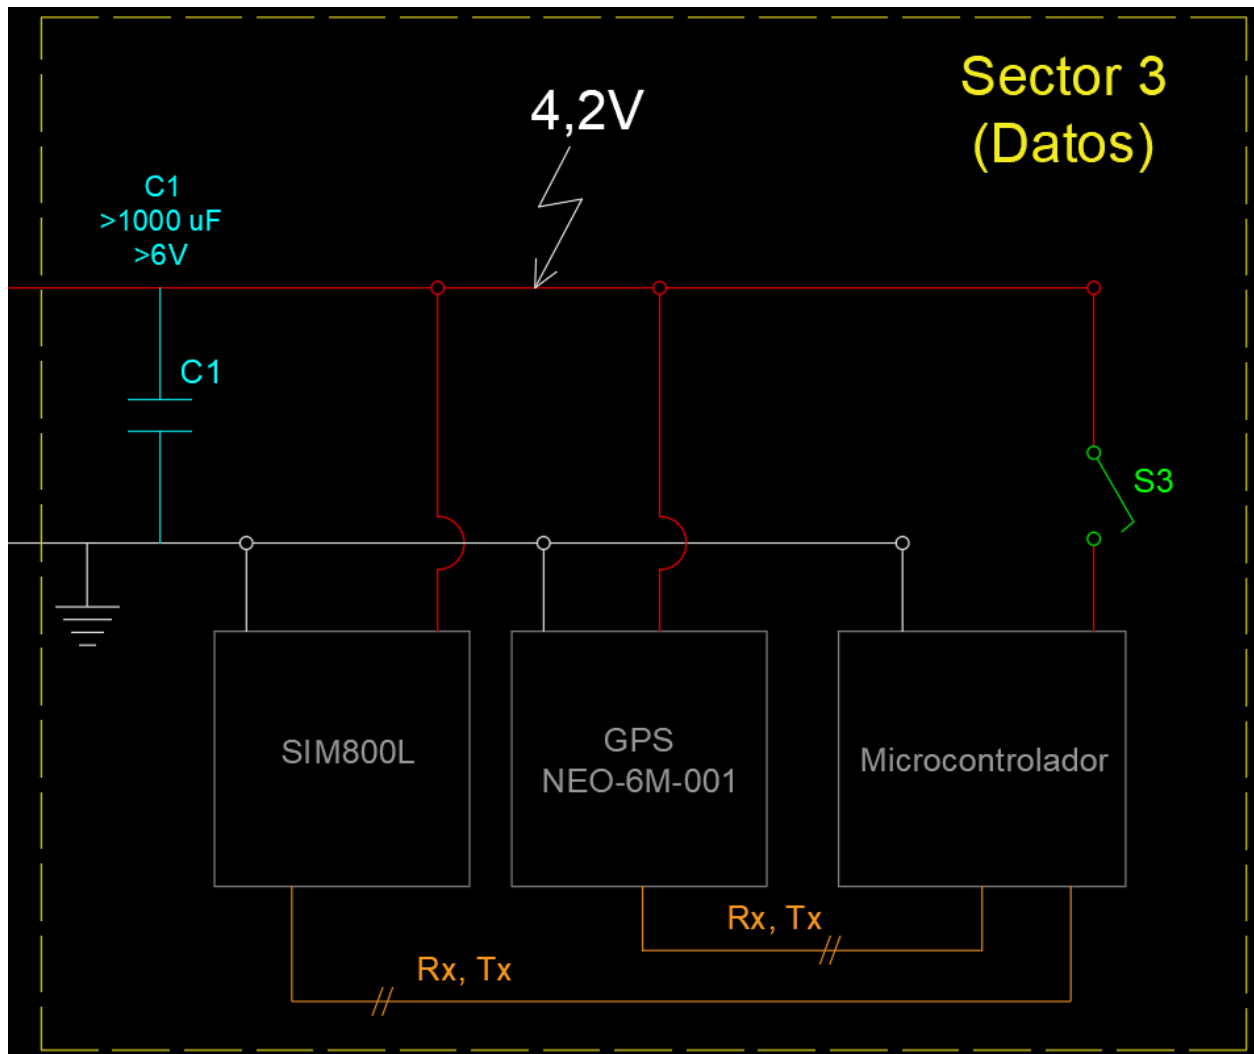 Sector 3
(Datos)
4,2V
C1
>1000 uF
>6V
C1
S3
SIM800L
GPS
NEO-6M-001
Microcontrolador
Rx, Tx
Rx, Tx